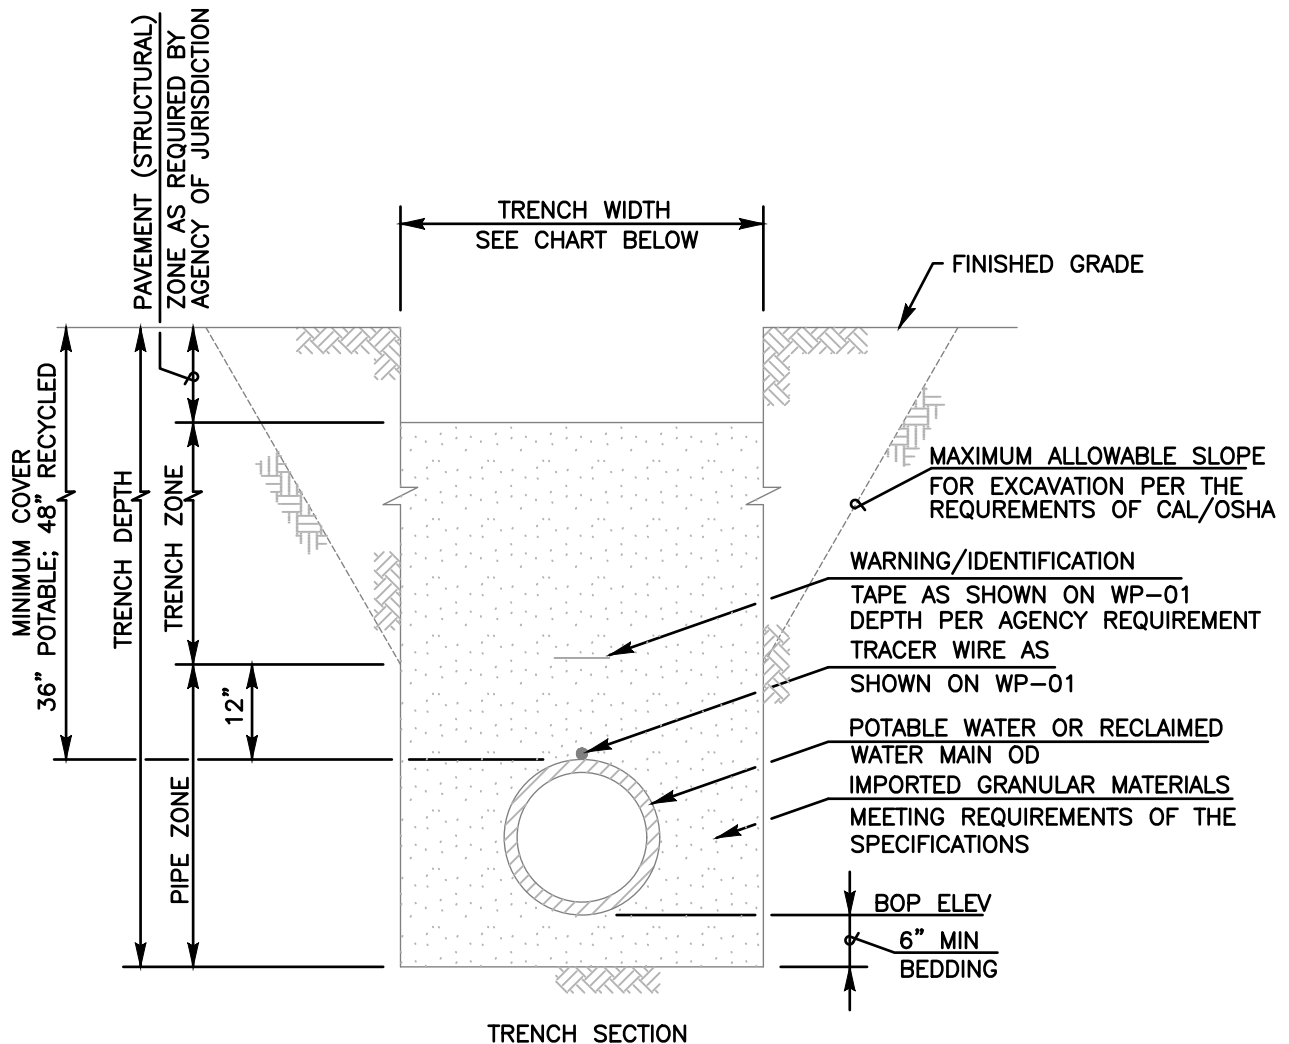 PAVEMENT (STRUCTURAL)
ZONE AS REQUIRED BY
AGENCY OF JURISDICTION
TRENCH WIDTH
SEE CHART BELOW
FINISHED GRADE
MINIMUM COVER
36” POTABLE; 48” RECYCLED
TRENCH DEPTH
TRENCH ZONE
12”
PIPE ZONE
MAXIMUM ALLOWABLE SLOPE
FOR EXCAVATION PER THE
REQUREMENTS OF CAL/OSHA
WARNING/IDENTIFICATION
TAPE AS SHOWN ON WP-01
DEPTH PER AGENCY REQUIREMENT
TRACER WIRE AS
SHOWN ON WP-01
POTABLE WATER OR RECLAIMED
WATER MAIN OD
IMPORTED GRANULAR MATERIALS
MEETING REQUIREMENTS OF THE
SPECIFICATIONS
BOP ELEV
6” MIN
BEDDING
TRENCH SECTION